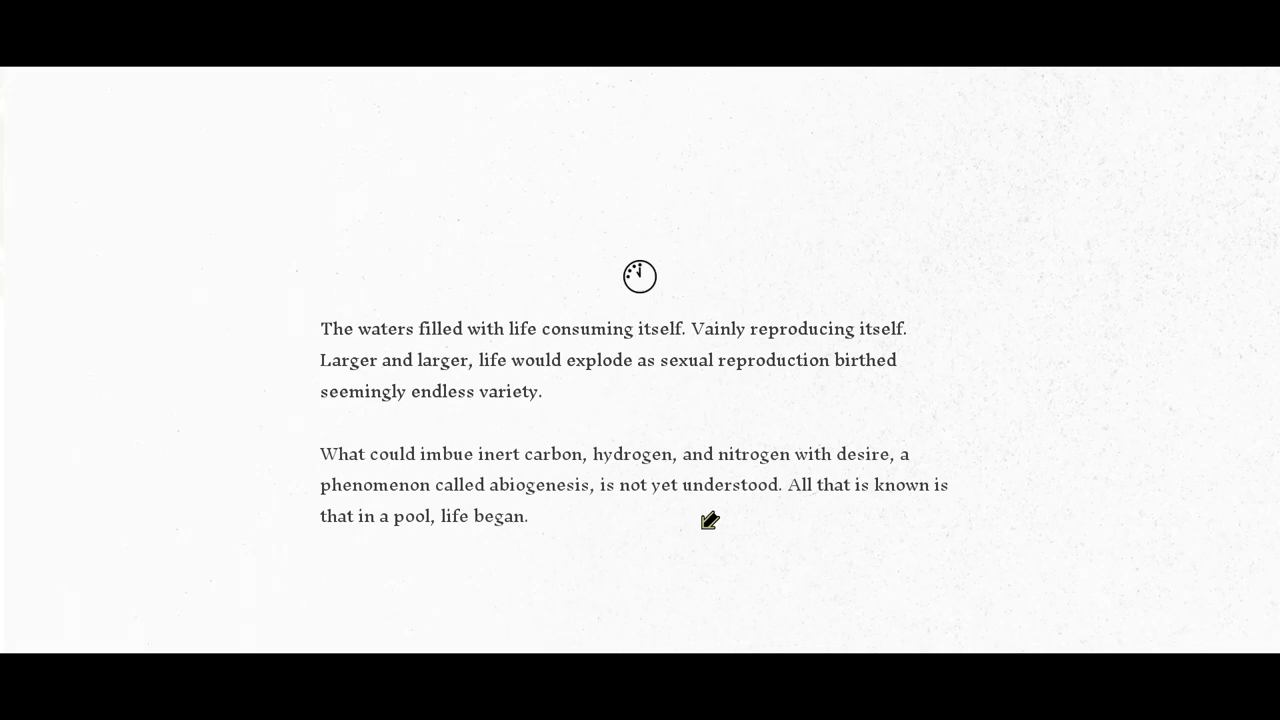 The waters filled with life consuming itself. Vainly reproducing itself.
Larger and larger, life would explode as sexual reproduction birthed
seemingly endless variety.
What could imbue inert carbon, hydrogen, and nitrogen with desire, a
phenomenon called abiogenesis, is not yet understood. All that is known is
that in a pool, life began.